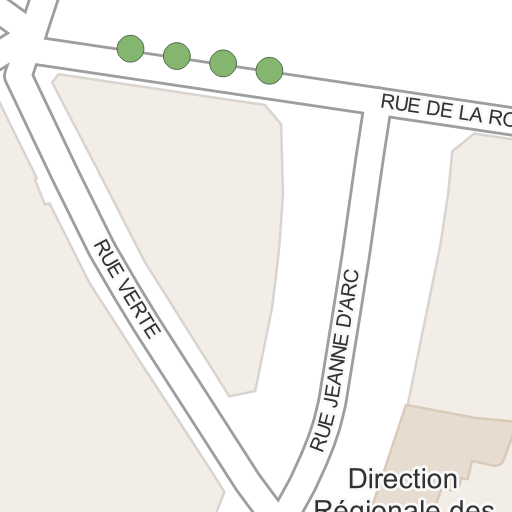 RUE DE LA RO
RUE VERTE
RUE JEANNE D'ARC
Direction
Régionale des